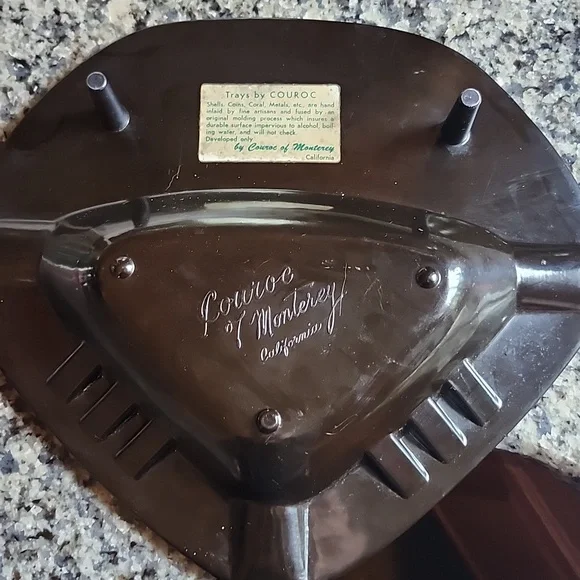 Trays by COUROC
Shells, Coins, Coral, Metals, etc., are hand
inlaid by fine artisans and fused by an
original molding process which insures a
durable surface impervious to alcohol, boil-
ing water, and will not check.
Developed only
by Couroc of Monterey
California
Couroc
of Monterey
California